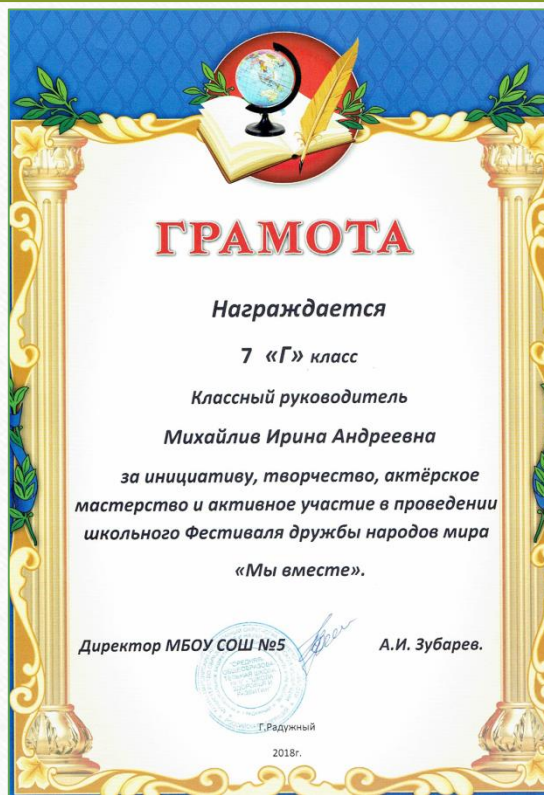 ГРАМОТА
Награждается
7 «Г» класс
Классный руководитель
Михайлив Ирина Андреевна
за инициативу, творчество, актёрское
мастерство и активное участие в проведении
школьного Фестиваля дружбы народов мира
«Мы вместе».
Директор МБОУ СОШ №5 А.И. Зубарев.
Г.Радужный
2018г.